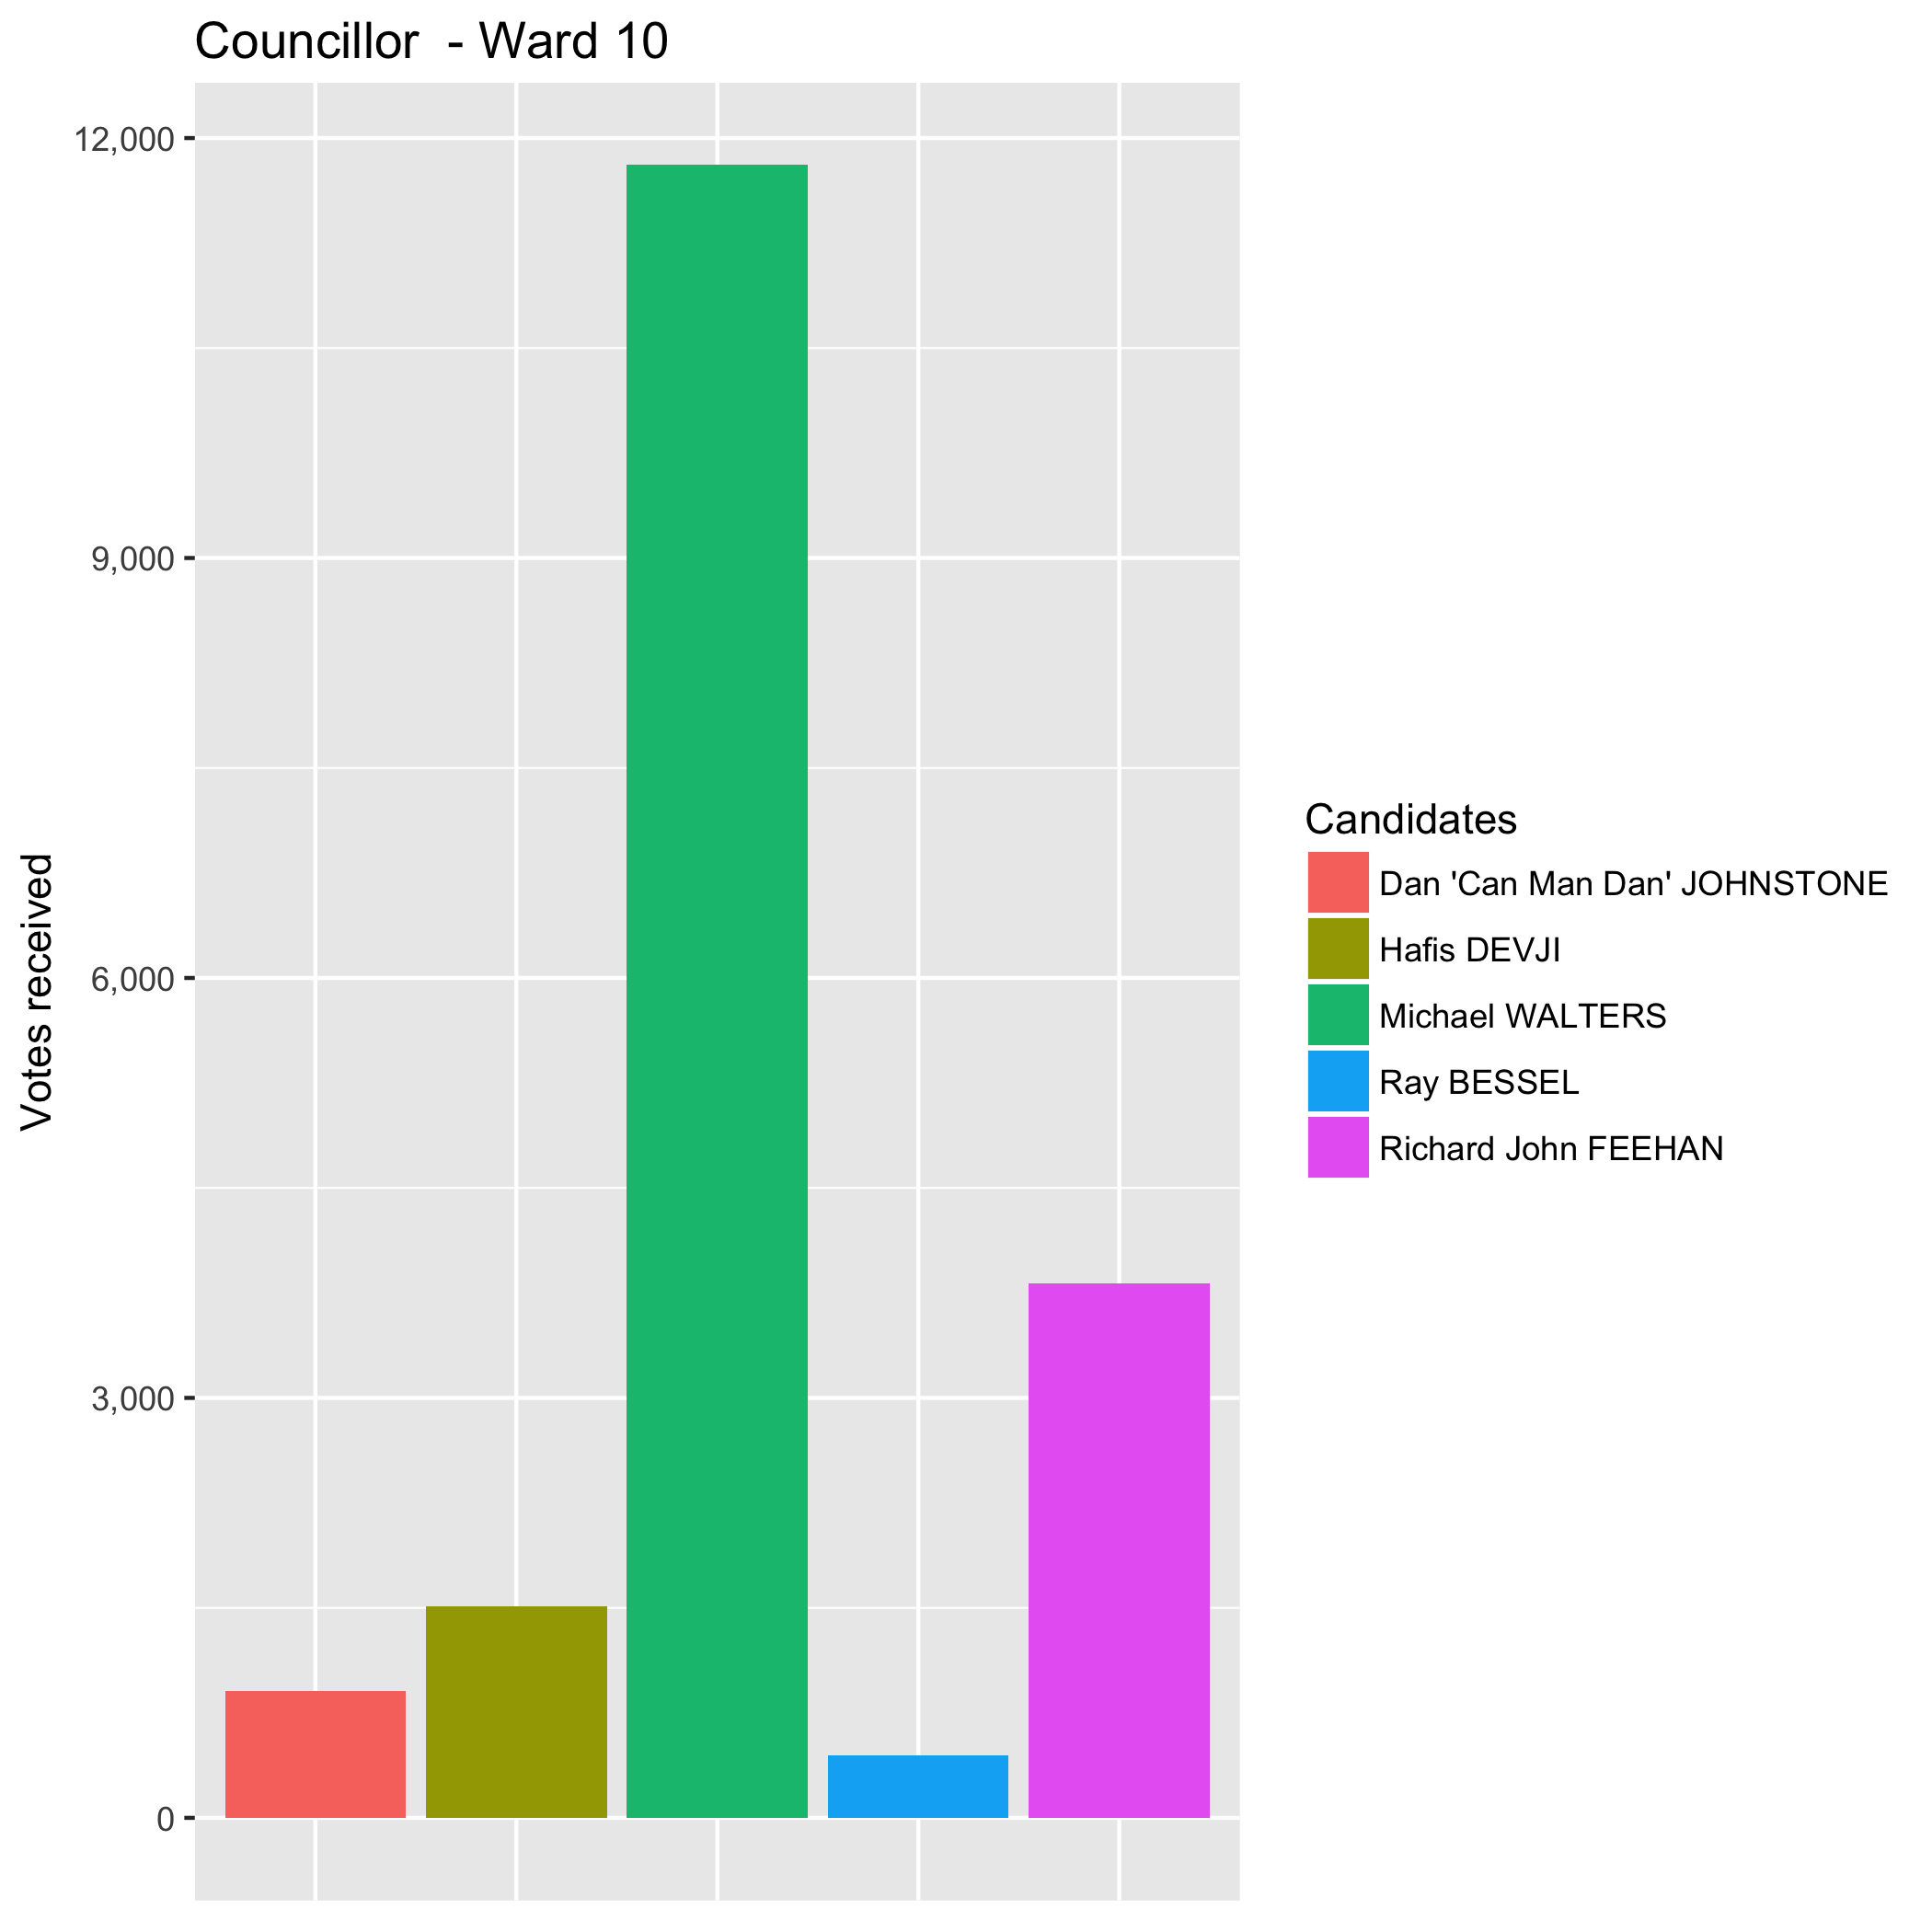 Councillor  - Ward 10
12,000
9,000
6,000
3,000
0
Votes received
Candidates
Dan 'Can Man Dan' JOHNSTONE
Hafis DEVJI
Michael WALTERS
Ray BESSEL
Richard John FEEHAN